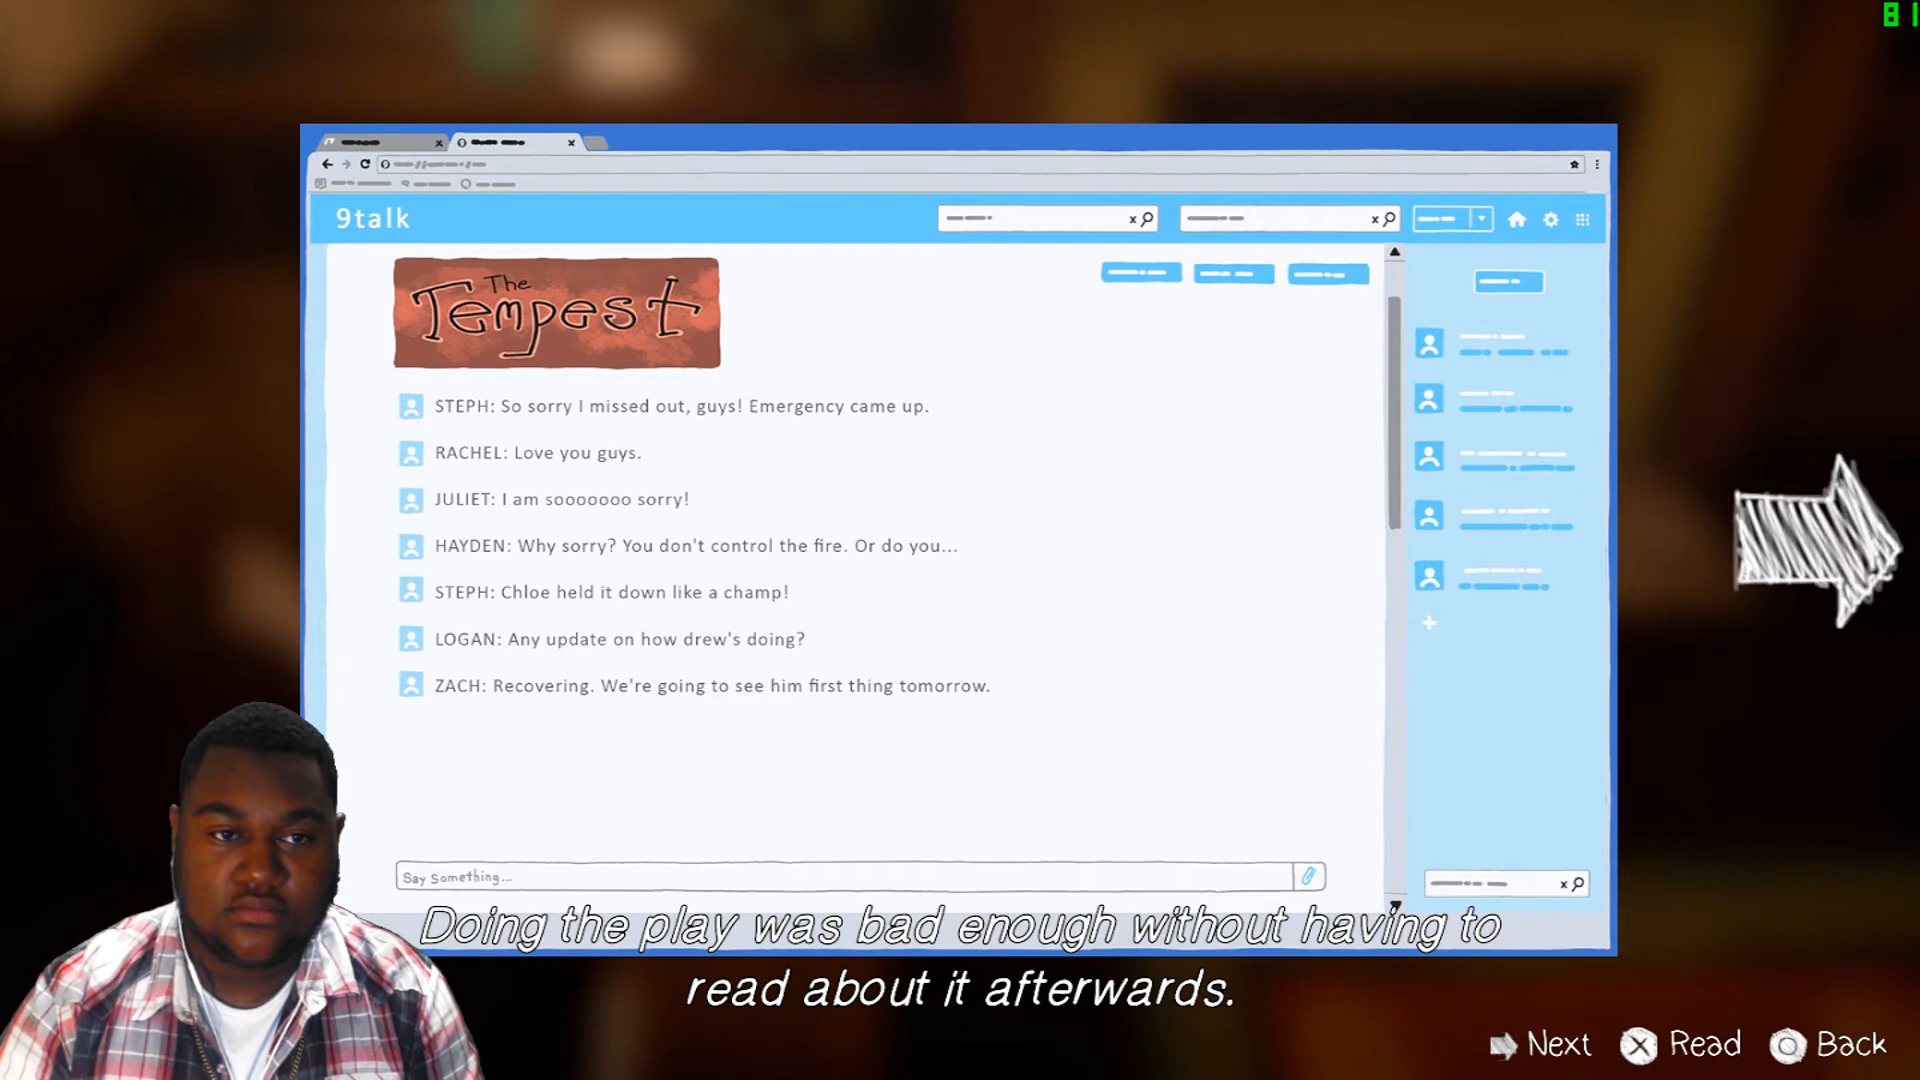 81
9talk
The
Tempest
STEPH: So sorry I missed out, guys! Emergency came up.
RACHEL: Love you guys.
JULIET: I am sooooooo sorry!
HAYDEN: Why sorry? You don't control the fire. Or do you...
STEPH: Chloe held it down like a champ!
LOGAN: Any update on how drew's doing?
ZACH: Recovering. We're going to see him first thing tomorrow.
Say Something...
Doing the play was bad enough without having to
read about it afterwards.
Next Read Back